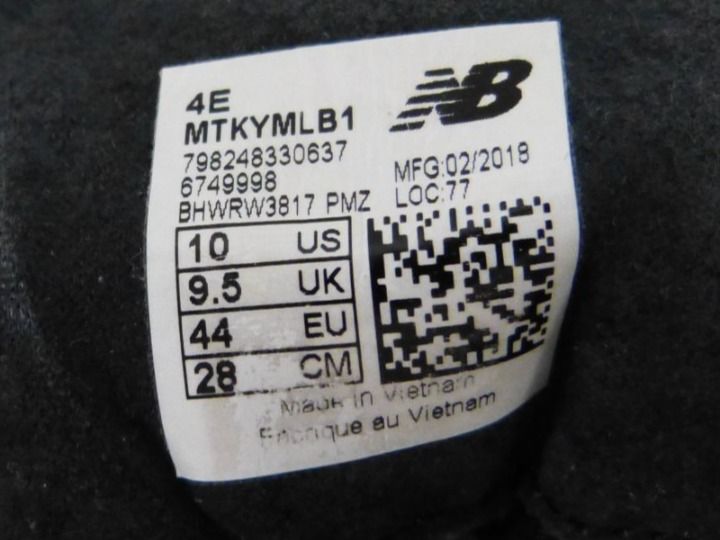 4E
MTKYMLB1
798248330637
6749998
BHWRW3817 PMZ
NB
MFG:02/2018
LOC:77
10 US
9.5 UK
44 EU
28 CM
Made in Vietnam
Fabrique au Vietnam